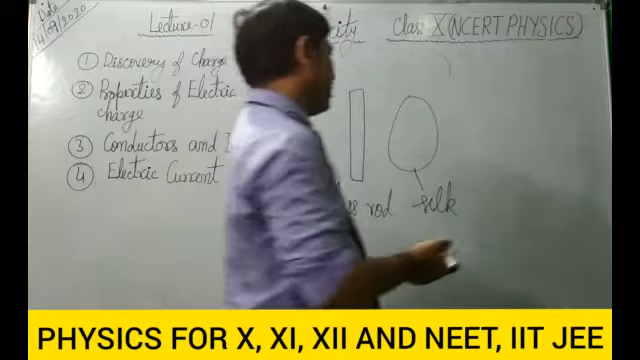 Date
14/09/2020
Lecture-01
Class X (NCERT PHYSICS)
① Discovery of Charge
② Properties of Electric
charge
③ Conductors and
④ Electric Current
rod
silk
PHYSICS FOR X, XI, XII AND NEET, IIT JEE